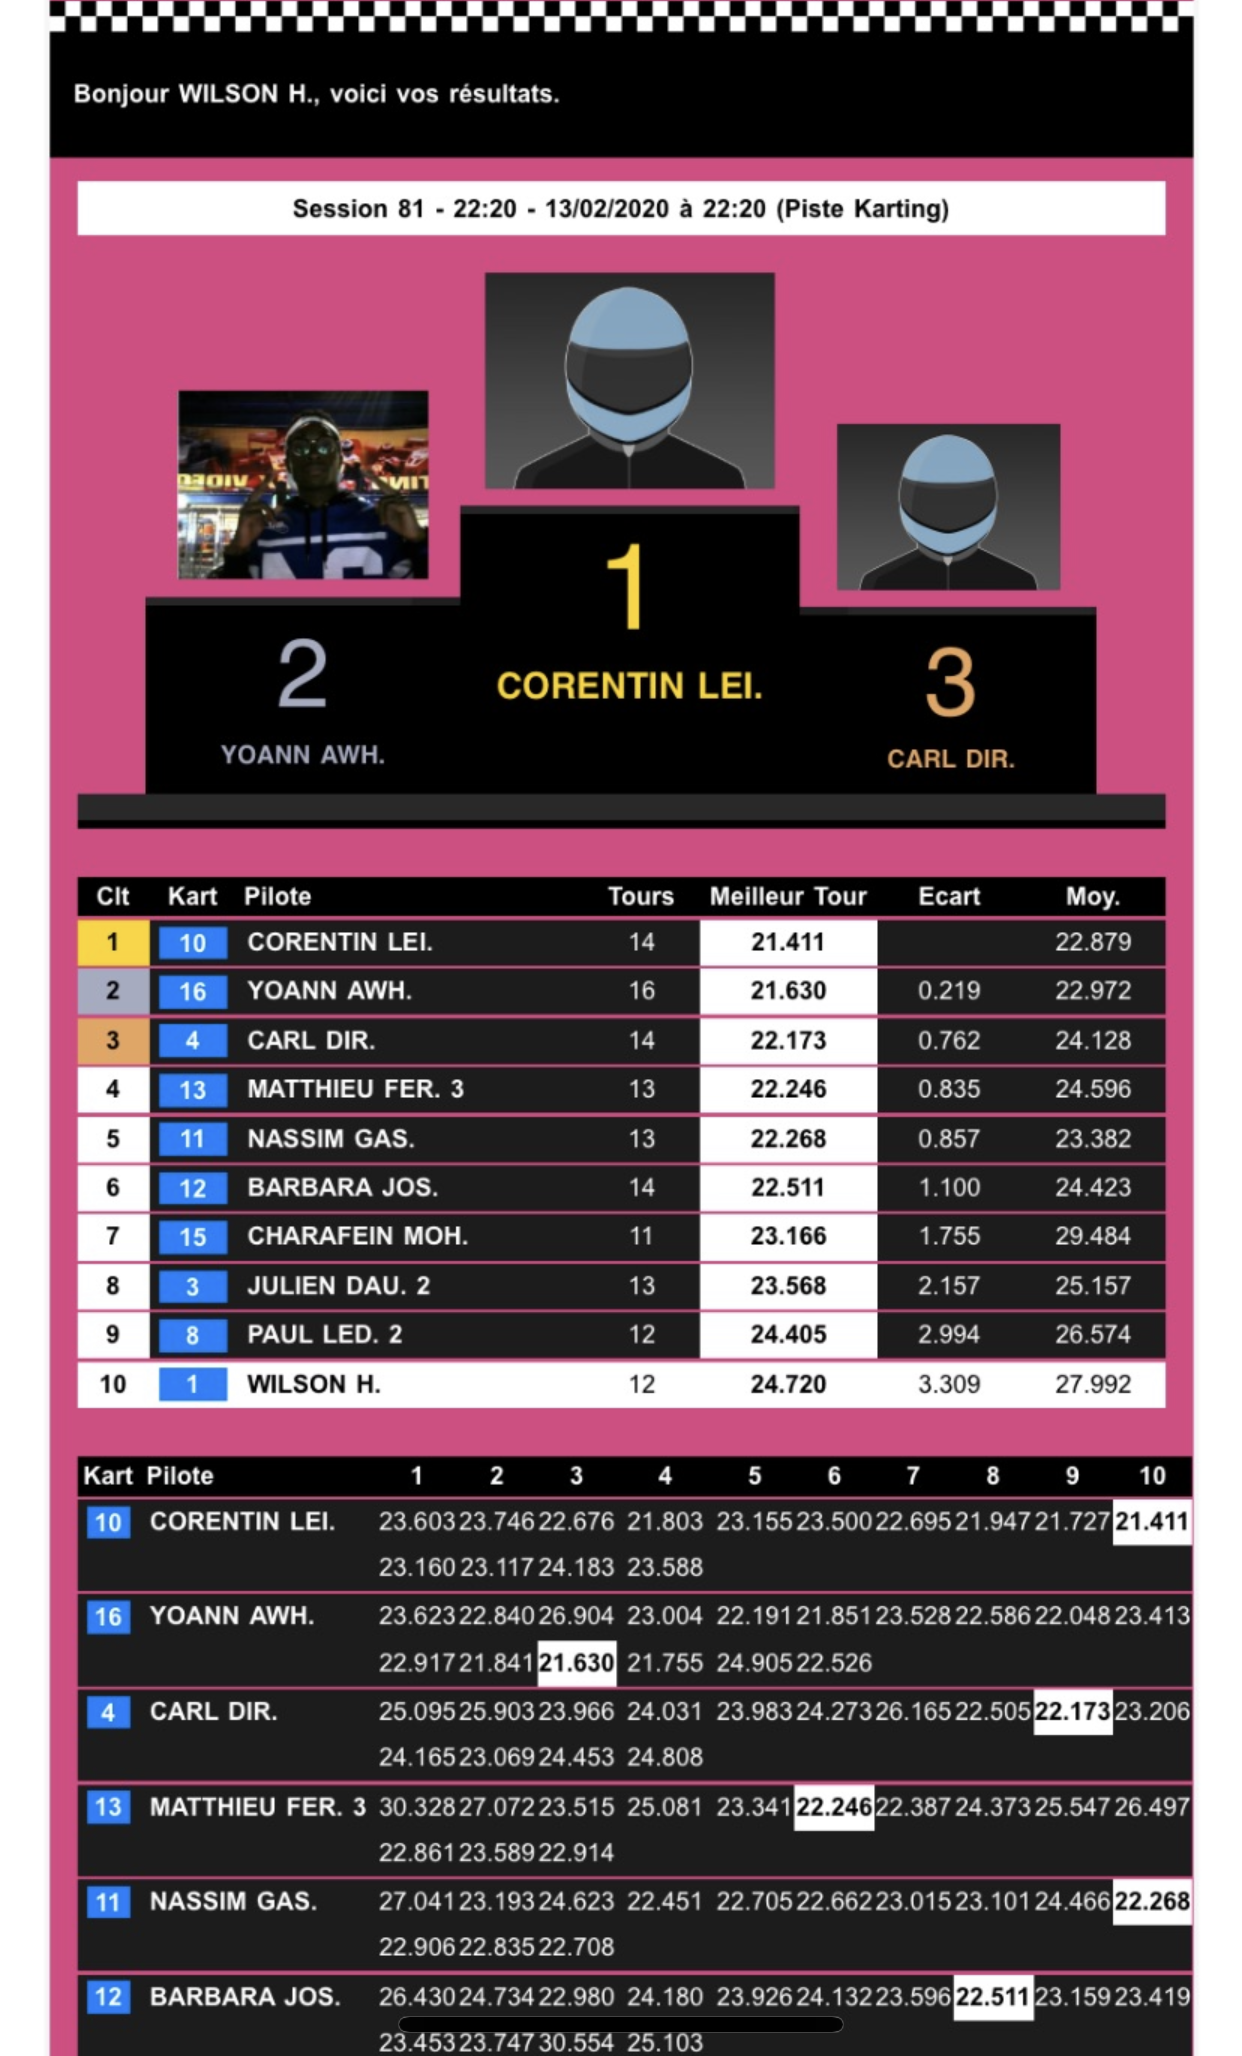 Bonjour WILSON H., voici vos résultats.
Session 81 - 22:20 - 13/02/2020 à 22:20 (Piste Karting)
1
CORENTIN LEI.
2
YOANN AWH.
3
CARL DIR.
Clt Kart Pilote Tours Meilleur Tour Ecart Moy.
1 10 CORENTIN LEI. 14 21.411 22.879
2 16 YOANN AWH. 16 21.630 0.219 22.972
3 4 CARL DIR. 14 22.173 0.762 24.128
4 13 MATTHIEU FER. 3 13 22.246 0.835 24.596
5 11 NASSIM GAS. 13 22.268 0.857 23.382
6 12 BARBARA JOS. 14 22.511 1.100 24.423
7 15 CHARAFEIN MOH. 11 23.166 1.755 29.484
8 3 JULIEN DAU. 2 13 23.568 2.157 25.157
9 8 PAUL LED. 2 12 24.405 2.994 26.574
10 1 WILSON H. 12 24.720 3.309 27.992
Kart Pilote 1 2 3 4 5 6 7 8 9 10
10 CORENTIN LEI. 23.603 23.746 22.676 21.803 23.155 23.500 22.695 21.947 21.727 21.411
23.160 23.117 24.183 23.588
16 YOANN AWH. 23.623 22.840 26.904 23.004 22.191 21.851 23.528 22.586 22.048 23.413
22.917 21.841 21.630 21.755 24.905 22.526
4 CARL DIR. 25.095 25.903 23.966 24.031 23.983 24.273 26.165 22.505 22.173 23.206
24.165 23.069 24.453 24.808
13 MATTHIEU FER. 3 30.328 27.072 23.515 25.081 23.341 22.246 22.387 24.373 25.547 26.497
22.861 23.589 22.914
11 NASSIM GAS. 27.041 23.193 24.623 22.451 22.705 22.662 23.015 23.101 24.466 22.268
22.906 22.835 22.708
12 BARBARA JOS. 26.430 24.734 22.980 24.180 23.926 24.132 23.596 22.511 23.159 23.419
23.453 23.747 30.554 25.103